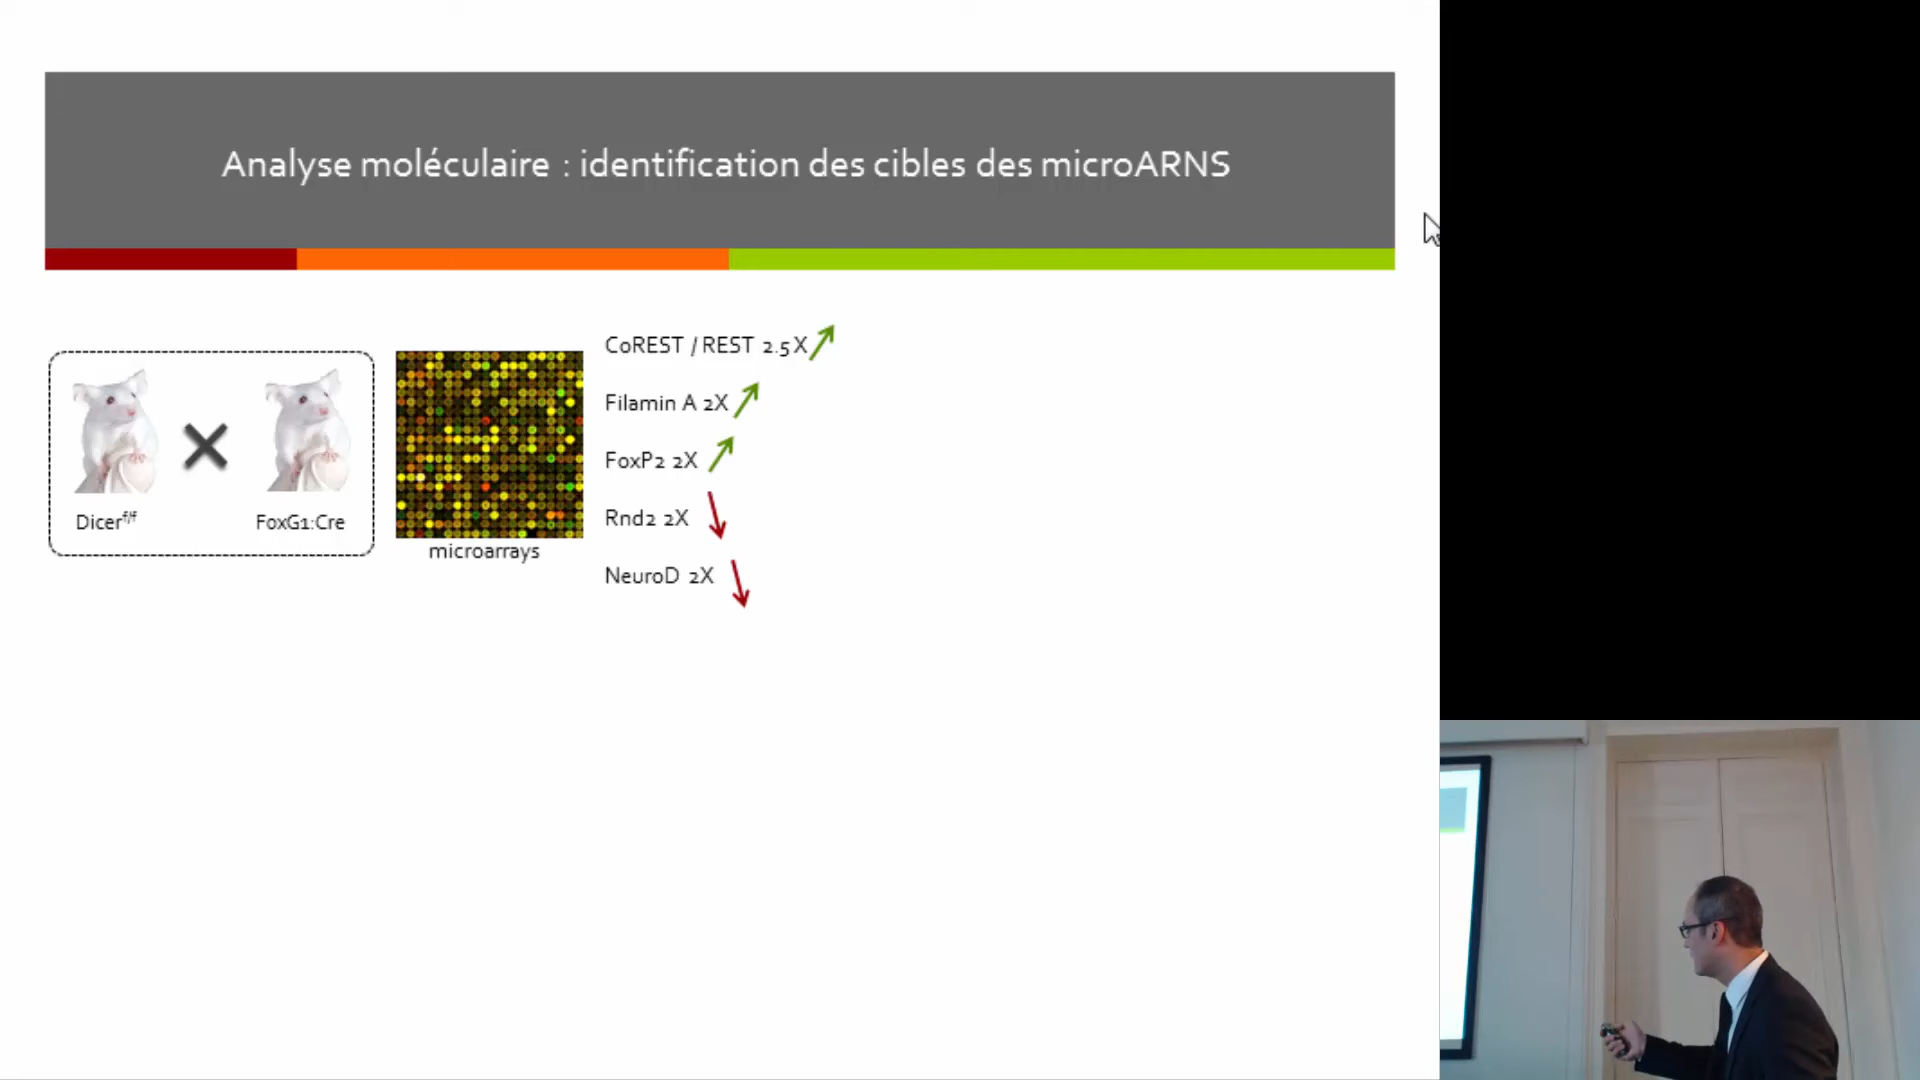 Analyse moléculaire : identification des cibles des microARNS
CoREST / REST 2.5 X
Filamin A 2X
FoxP2 2X
Rnd2 2X
NeuroD 2X
Dicerf/f
FoxG1:Cre
microarrays